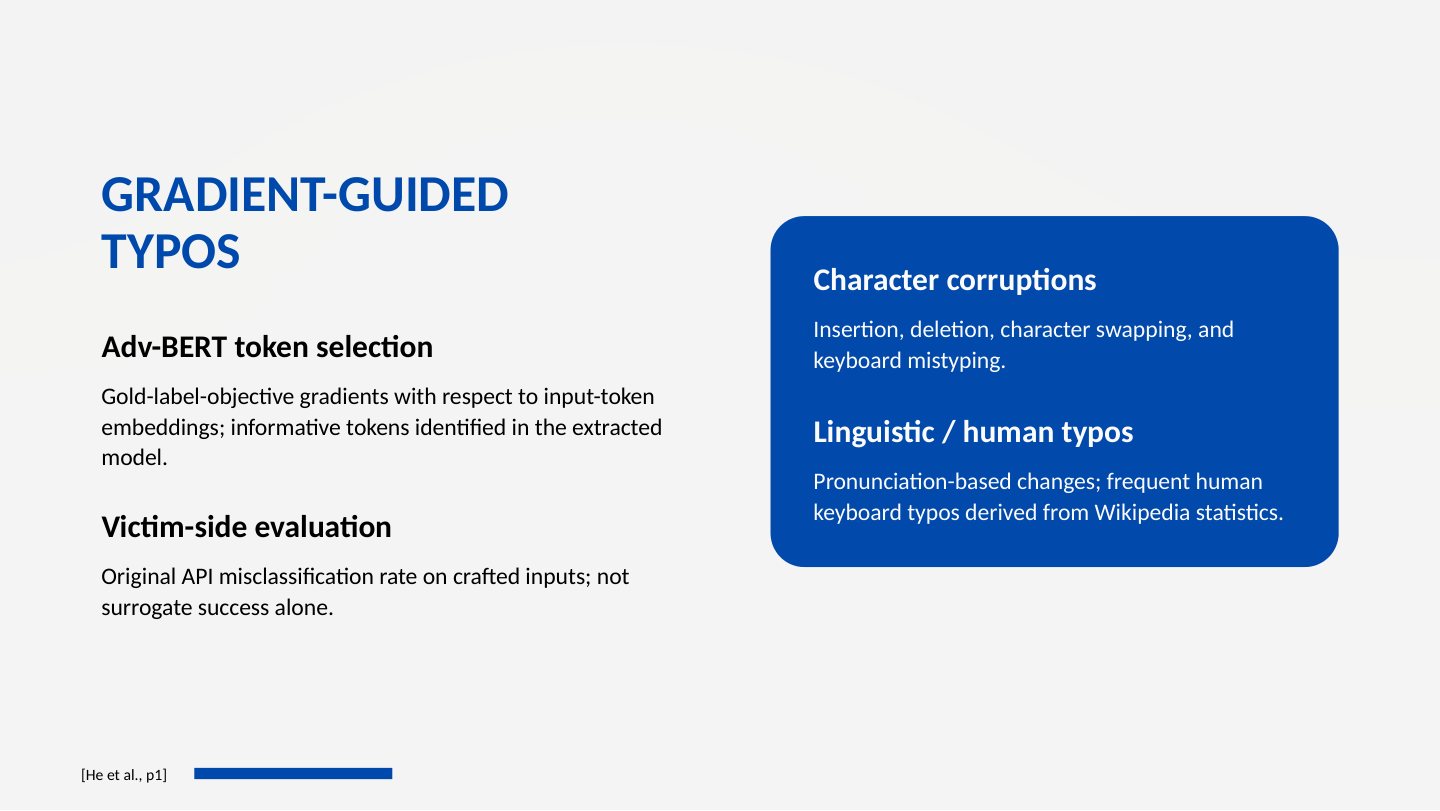 GRADIENT-GUIDED
TYPOS
Adv-BERT token selection
Gold-label-objective gradients with respect to input-token
embeddings; informative tokens identified in the extracted
model.
Victim-side evaluation
Original API misclassification rate on crafted inputs; not
surrogate success alone.
Character corruptions
Insertion, deletion, character swapping, and
keyboard mistyping.
Linguistic / human typos
Pronunciation-based changes; frequent human
keyboard typos derived from Wikipedia statistics.
[He et al., p1]